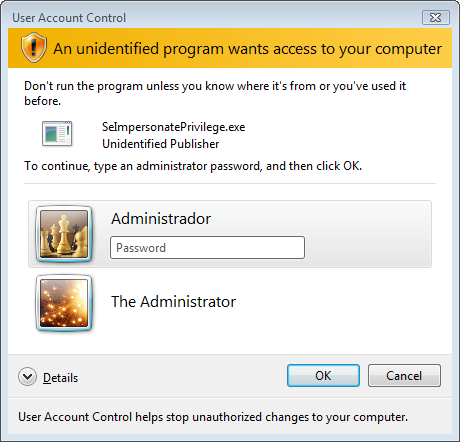 User Account Control
An unidentified program wants access to your computer
Don't run the program unless you know where it's from or you've used it
before.
SeImpersonatePrivilege.exe
Unidentified Publisher
To continue, type an administrator password, and then click OK.
Administrador
Password
The Administrator
Details
OK
Cancel
User Account Control helps stop unauthorized changes to your computer.